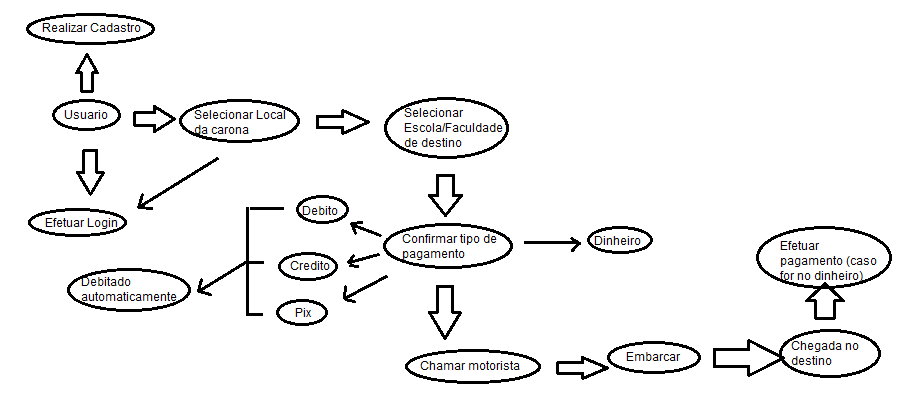 Realizar Cadastro
Usuario
Selecionar Local
da carona
Selecionar
Escola/Faculdade
de destino
Efetuar Login
Debito
Confirmar tipo de
pagamento
Dinheiro
Efetuar
pagamento (caso
for no dinheiro)
Credito
Debitado
automaticamente
Pix
Chamar motorista
Embarcar
Chegada no
destino